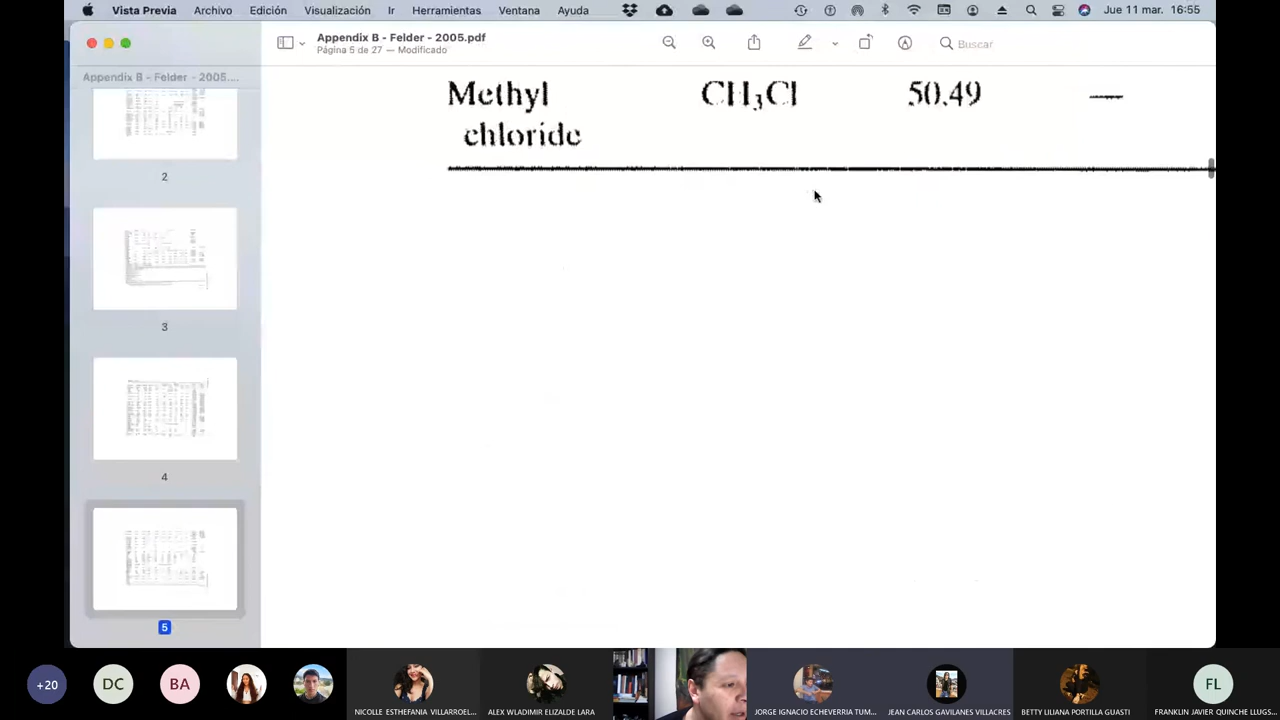 Vista Previa Archivo Edición Visualización Ir Herramientas Ventana Ayuda Jue 11 mar. 16:55
Appendix B - Felder - 2005.pdf
Página 5 de 27 — Modificado
Buscar
Appendix B - Felder - 2005....
2
3
4
5
Methyl CH₃Cl 50.49 —
chloride
+20 DC BA FL
NICOLLE ESTHEFANIA VILLARROEL... ALEX WLADIMIR ELIZALDE LARA JORGE IGNACIO ECHEVERRIA TUM... JEAN CARLOS GAVILANES VILLACRES BETTY LILIANA PORTILLA GUASTI FRANKLIN JAVIER QUINCHE LLUGS...